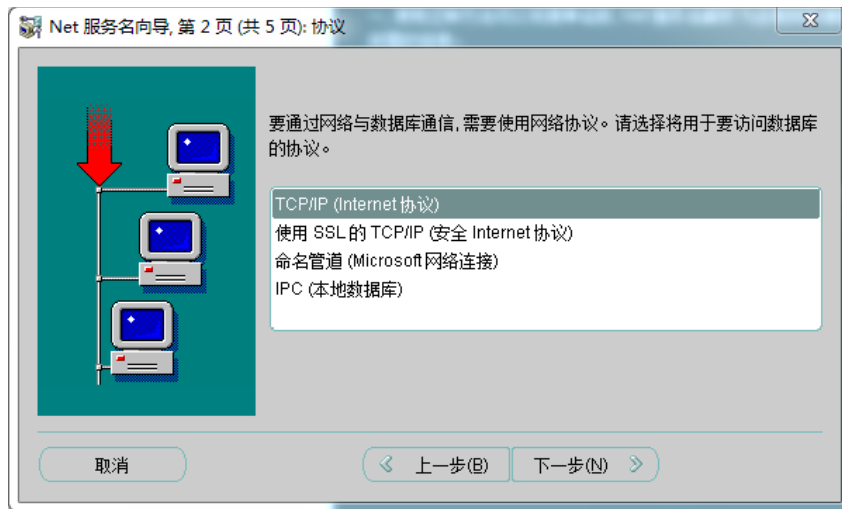 Net 服务名向导, 第 2 页 (共 5 页): 协议
要通过网络与数据库通信, 需要使用网络协议。请选择将用于要访问数据库
的协议。
TCP/IP (Internet 协议)
使用 SSL 的 TCP/IP (安全 Internet 协议)
命名管道 (Microsoft 网络连接)
IPC (本地数据库)
取消
上一步(B)
下一步(N)